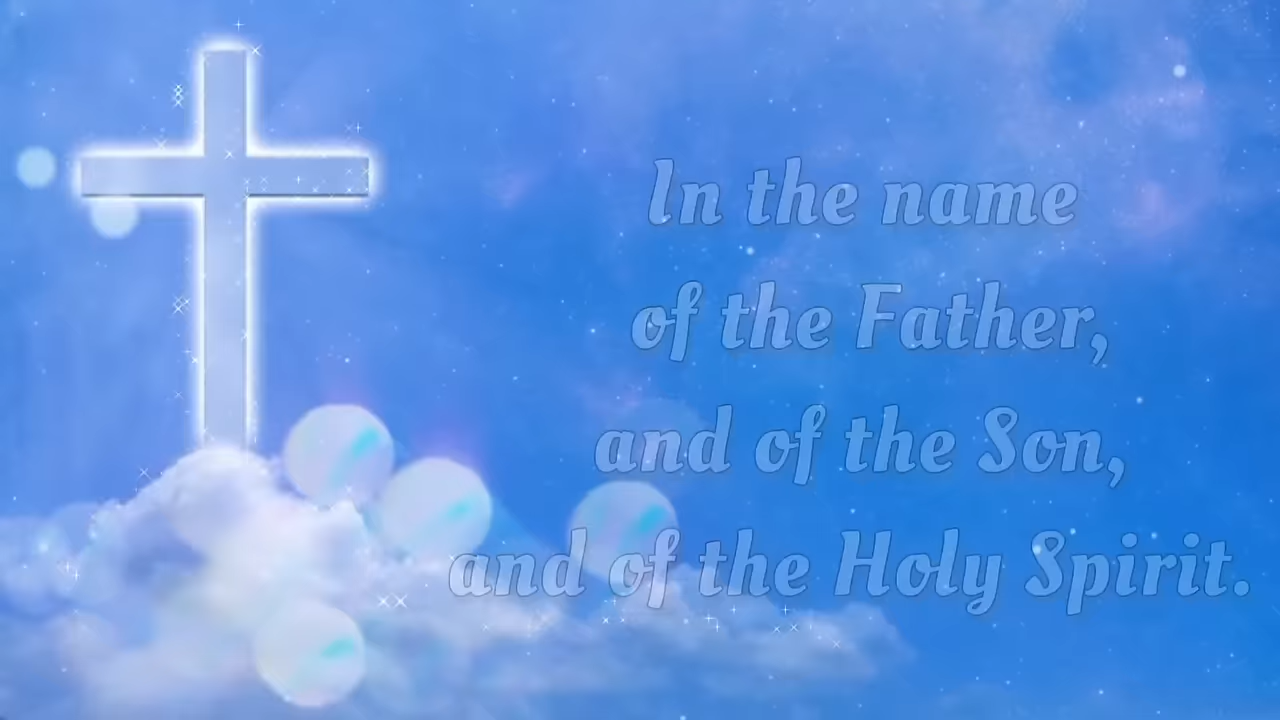 In the name
of the Father,
and of the Son,
and of the Holy Spirit.